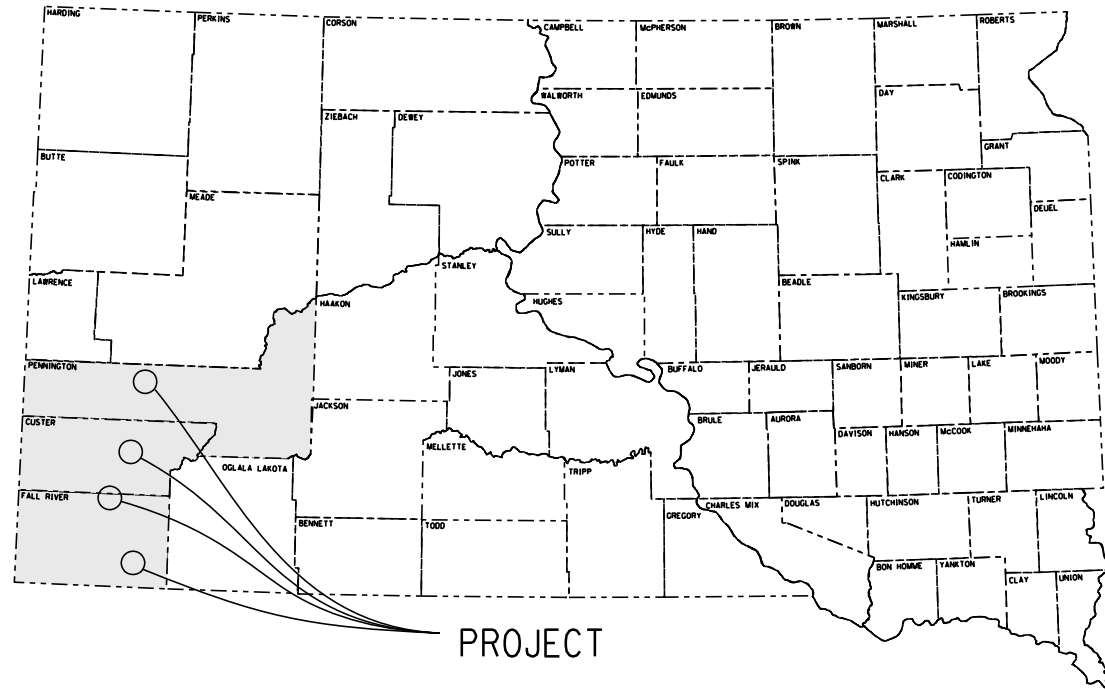 HARDING
PERKINS
CORSON
CAMPBELL
McPHERSON
BROWN
MARSHALL
ROBERTS
WALWORTH
EDMUNDS
DAY
ZIEBACH
DEWEY
GRANT
BUTTE
POTTER
FAULK
SPINK
CLARK
CODINGTON
MEADE
DEUEL
SULLY
HYDE
HAND
HAMLIN
STANLEY
LAWRENCE
BEADLE
HAAKON
HUGHES
KINGSBURY
BROOKINGS
PENNINGTON
JONES
LYMAN
BUFFALO
JERAULD
SANBORN
MINER
LAKE
MOODY
JACKSON
CUSTER
BRULE
AURORA
DAVISON
HANSON
McCOOK
MINNEHAHA
MELLETTE
OGLALA LAKOTA
TRIPP
FALL RIVER
CHARLES MIX
DOUGLAS
HUTCHINSON
TURNER
LINCOLN
GREGORY
BENNETT
TODD
BON HOMME
YANKTON
CLAY
UNION
PROJECT